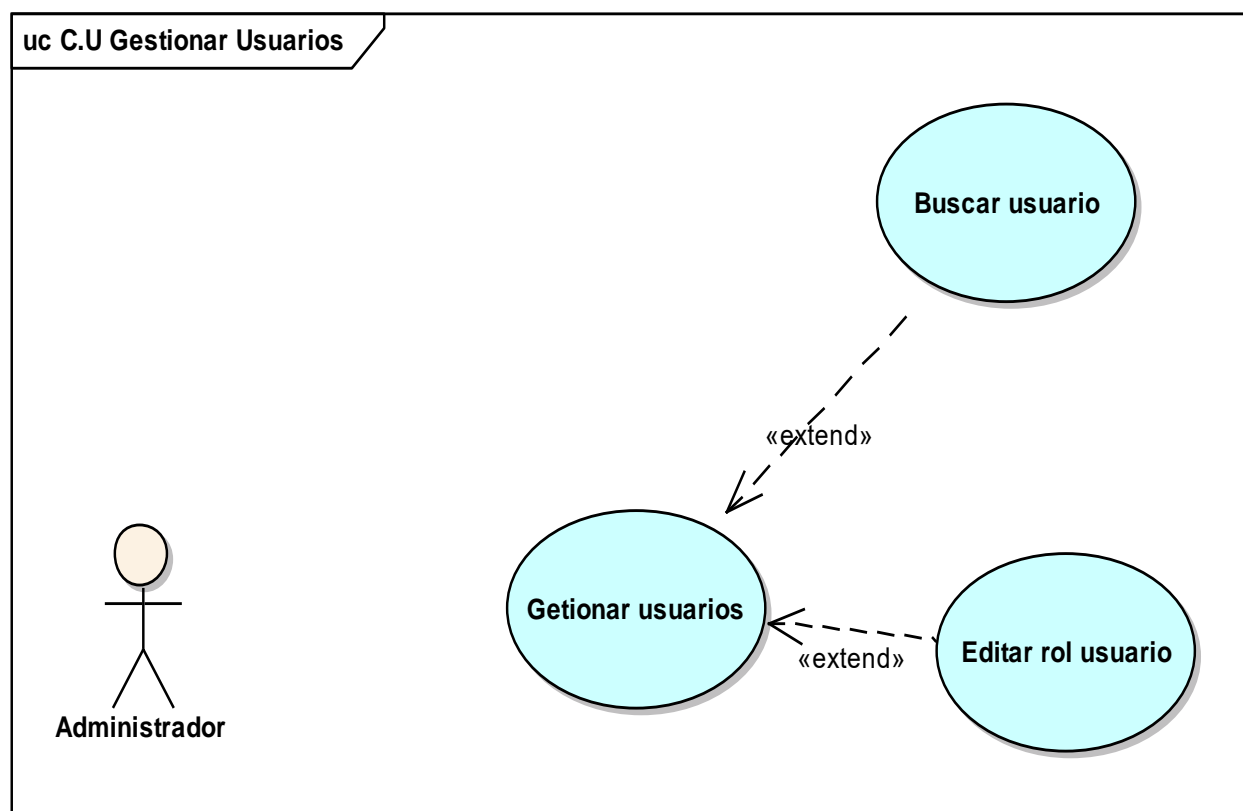 uc C.U Gestionar Usuarios
Buscar usuario
«extend»
Getionar usuarios
Editar rol usuario
«extend»
Administrador